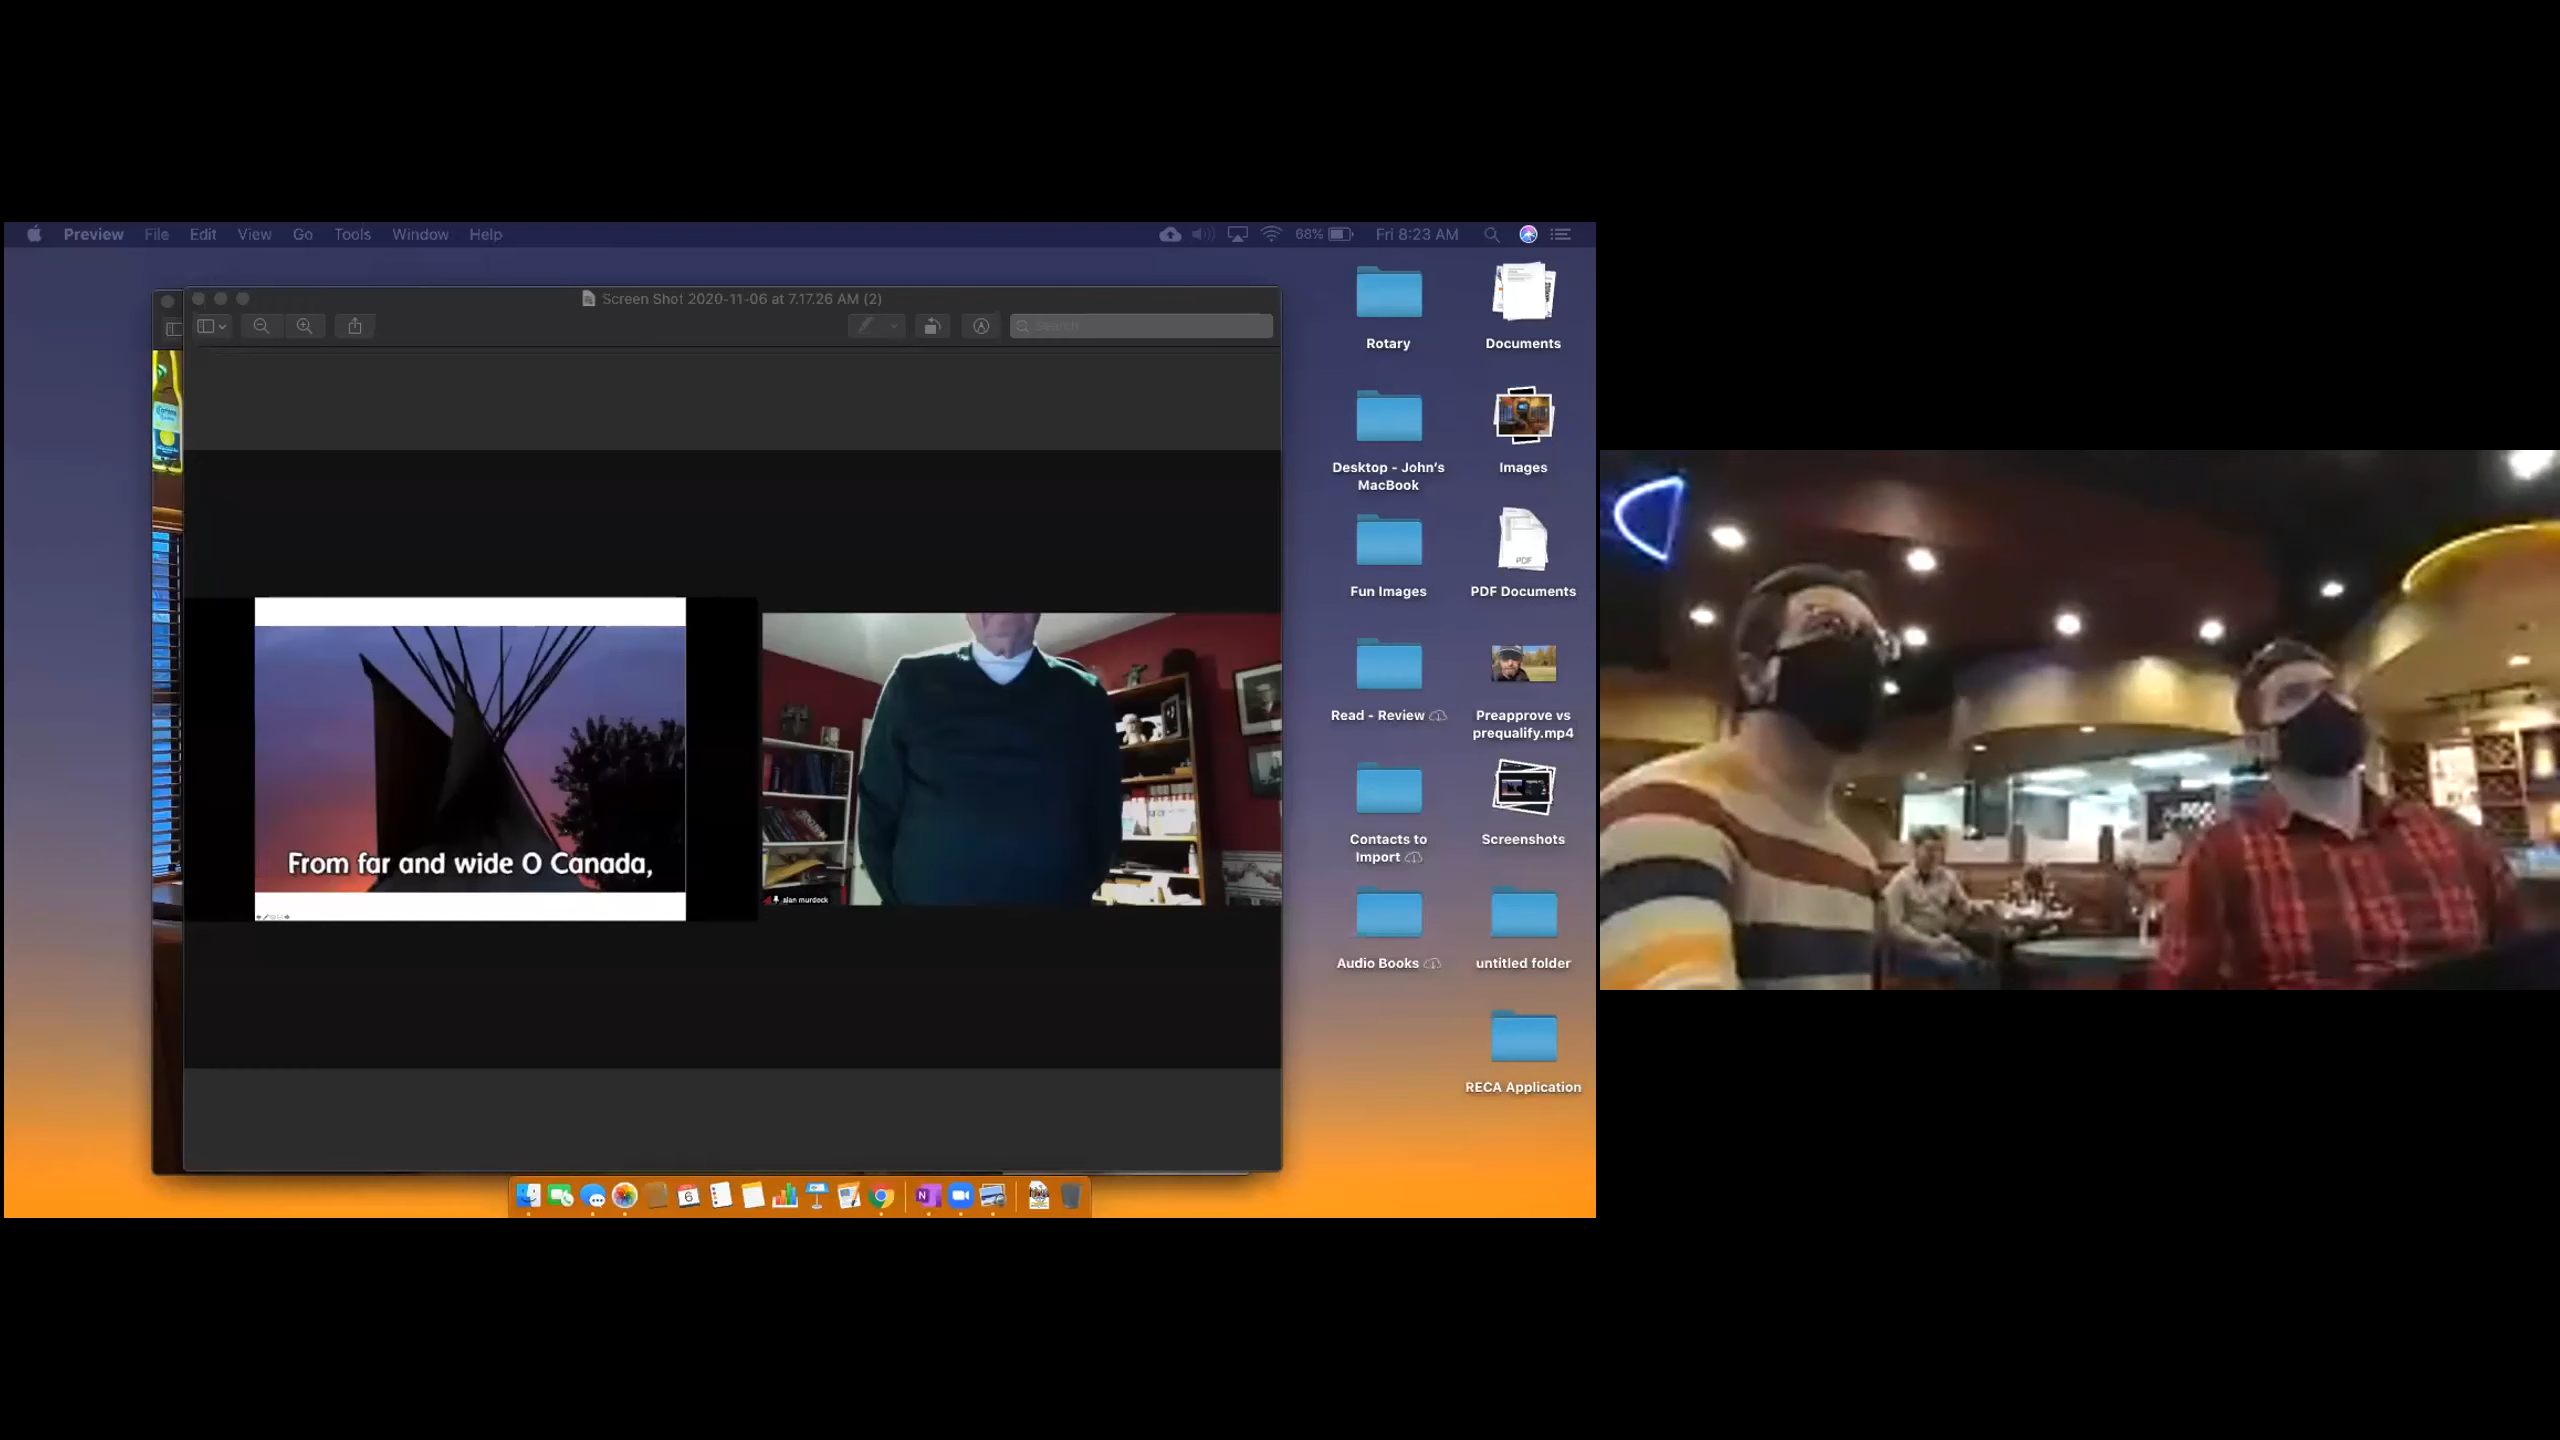 Preview File Edit View Go Tools Window Help
68% Fri 8:23 AM
Screen Shot 2020-11-06 at 7.17.26 AM (2)
Search
From far and wide O Canada,
alan murdock
Rotary
Documents
Desktop - John's
MacBook
Images
Fun Images
PDF
PDF Documents
Read - Review
Preapprove vs
prequalify.mp4
Contacts to
Import
Screenshots
Audio Books
untitled folder
RECA Application
6
N